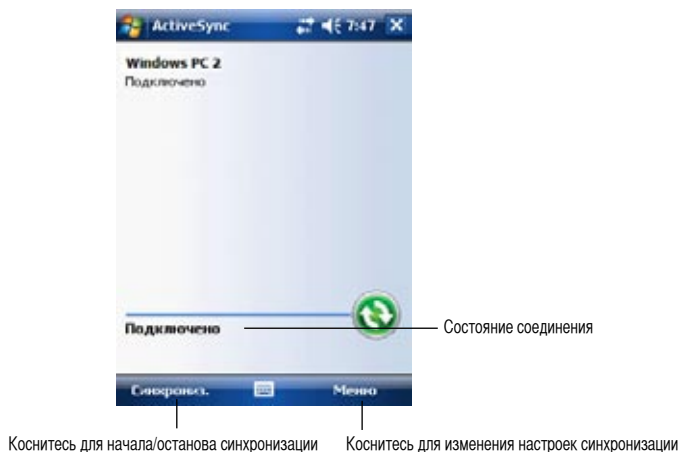 ActiveSync 7:47
Windows PC 2
Подключено
Подключено
Состояние соединения
Синхрониз. Меню
Коснитесь для начала/останова синхронизации Коснитесь для изменения настроек синхронизации